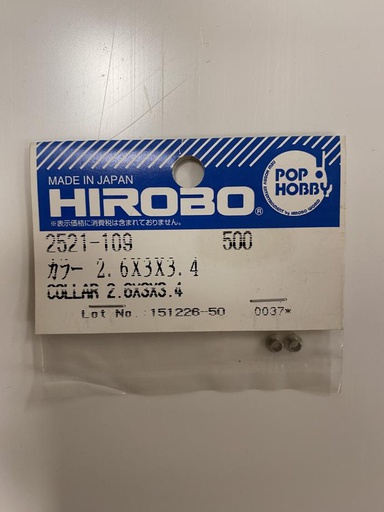 MADE IN JAPAN
HIROBO®
※表示価格に消費税は含まれておりません。
POP
HOBBY
2521-109 500
カラー 2.6X3X3.4
COLLAR 2.6X3X3.4
Lot No. 151226-50 0037*